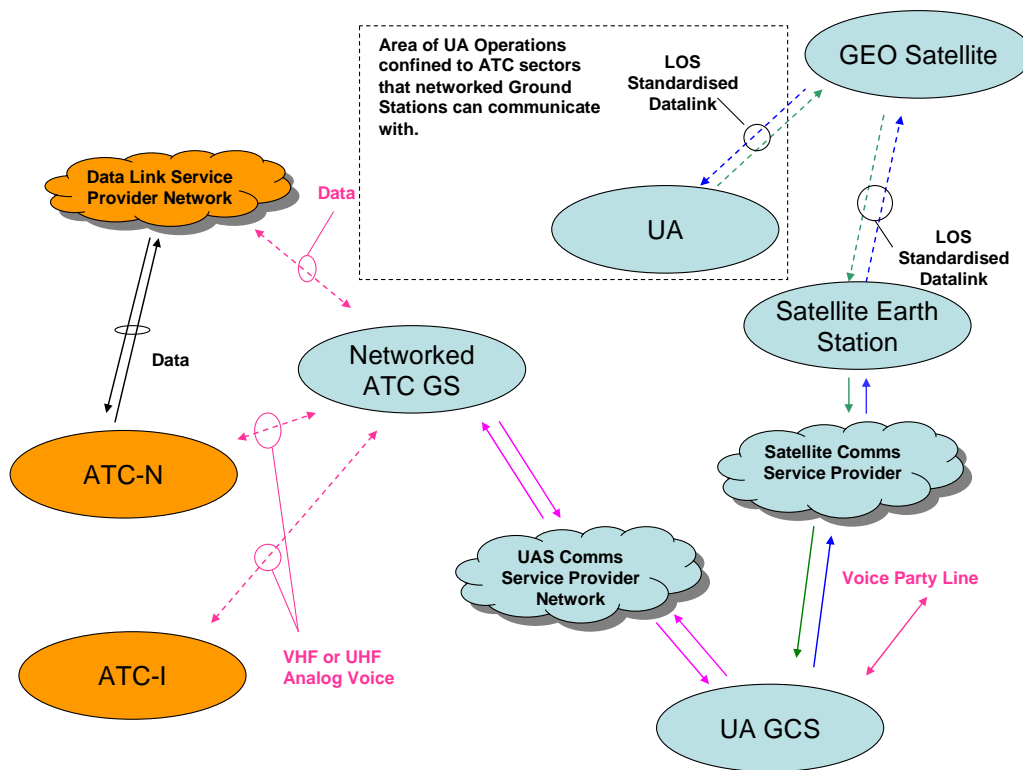 Area of UA Operations
confined to ATC sectors
that networked Ground
Stations can communicate
with.
LOS
Standardised
Datalink
GEO Satellite
Data Link Service
Provider Network
Data
UA
LOS
Standardised
Datalink
Satellite Earth
Station
Networked
ATC GS
Data
ATC-N
Satellite Comms
Service Provider
UAS Comms
Service Provider
Network
Voice Party Line
ATC-I
VHF or UHF
Analog Voice
UA GCS